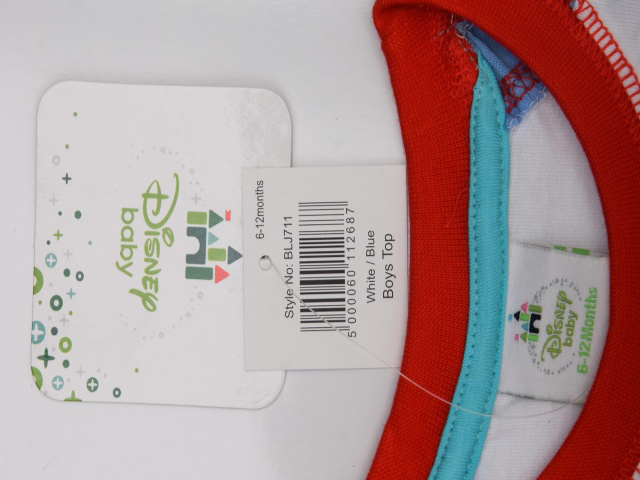 Disney
baby
6-12months
Style No: BLJ711
5 000060 112687
White / Blue
Boys Top
Disney
baby
6-12Months